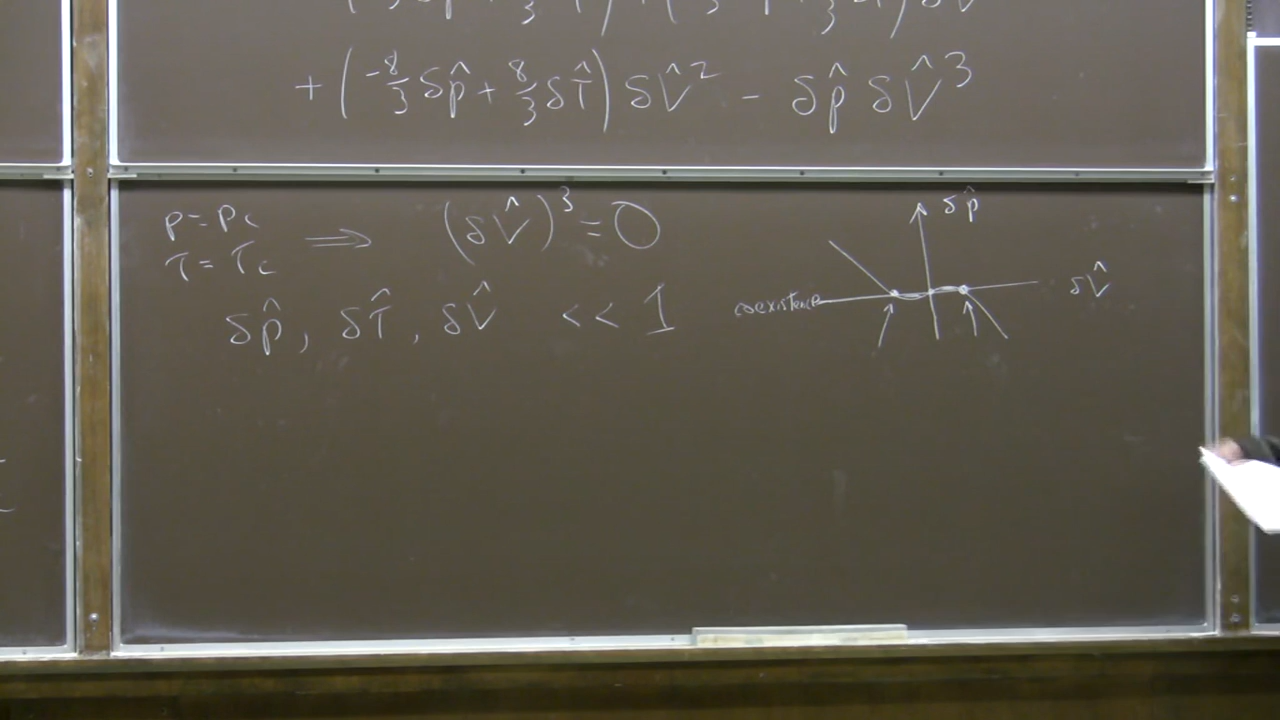 + (-8/3 δp̂ + 8/3 δT̂) δV̂² - δp̂ δV̂³
p = pc
T = Tc
⟹ (δV̂)³ = 0
δp̂, δT̂, δV̂ << 1
δp̂
δV̂
coexistence